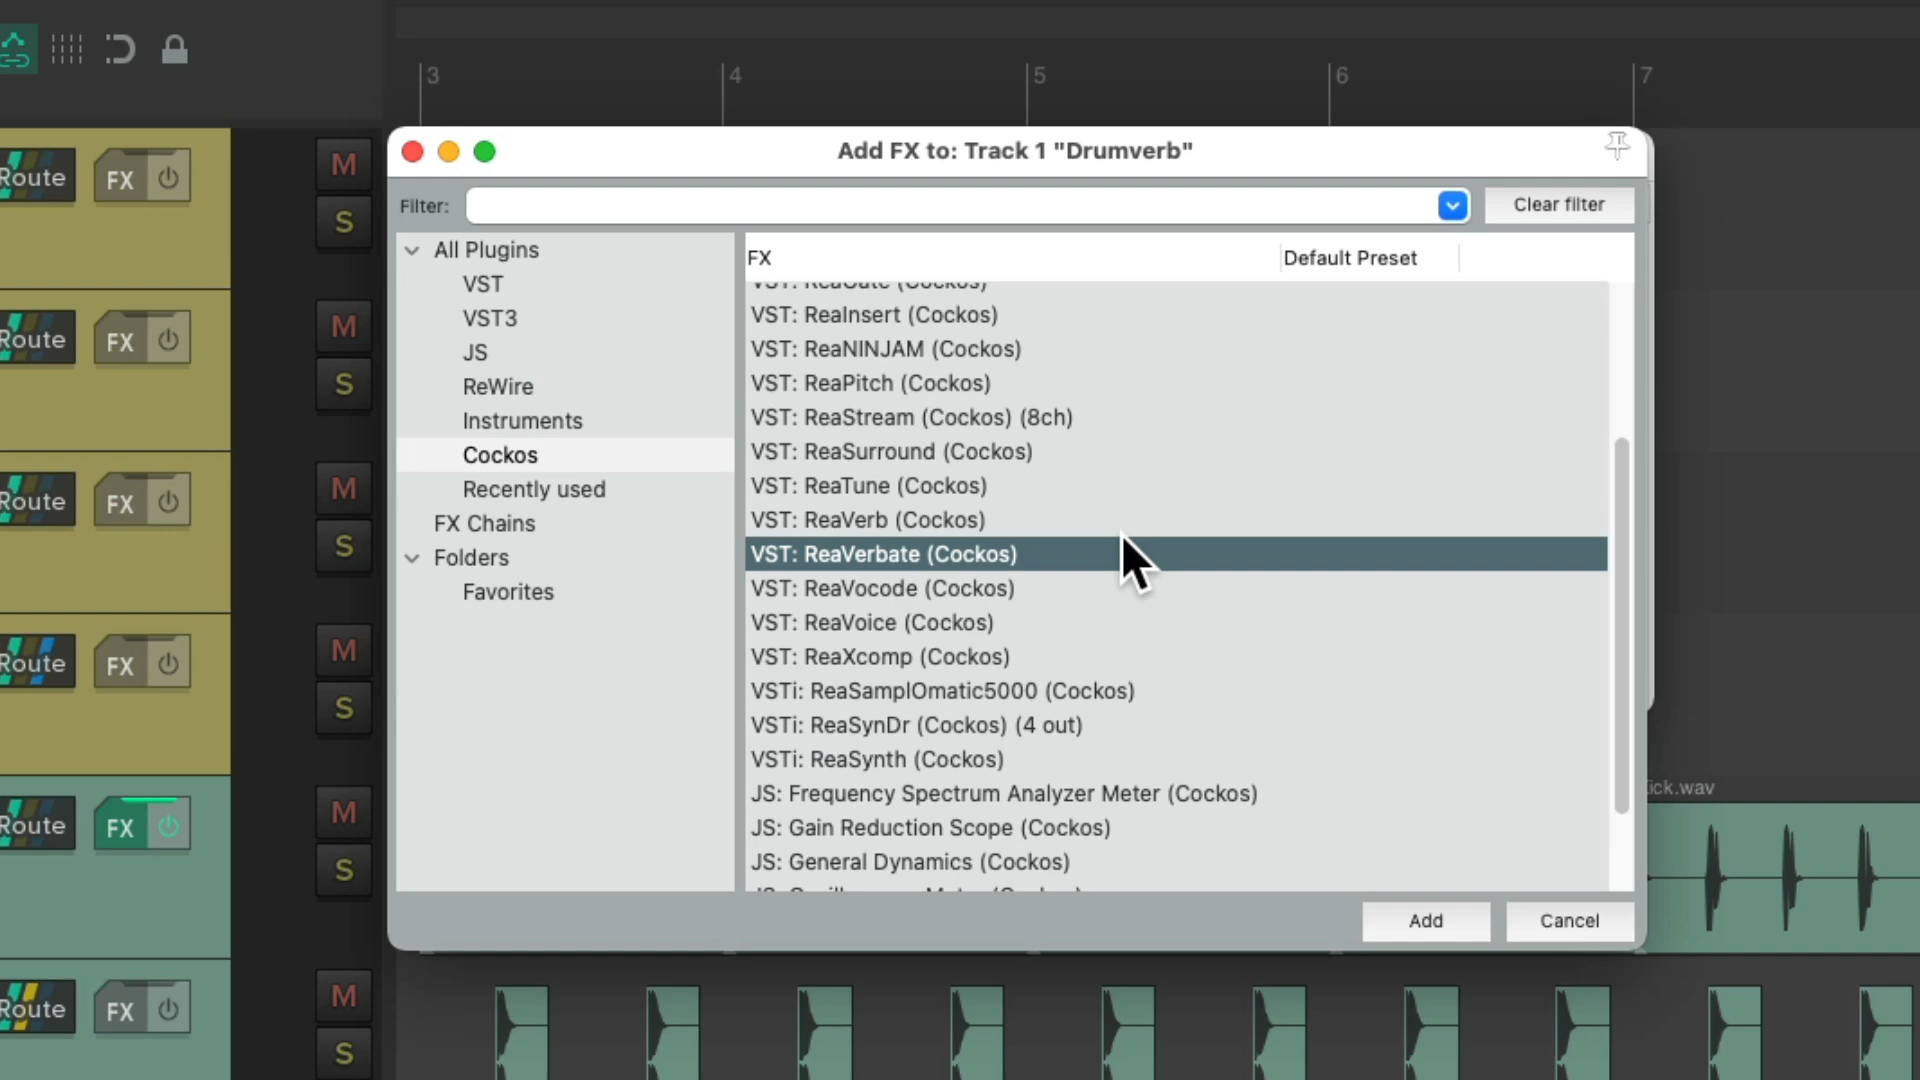 3
4
5
6
7
Add FX to: Track 1 "Drumverb"
Filter:
Clear filter
All Plugins
VST
VST3
JS
ReWire
Instruments
Cockos
Recently used
FX Chains
Folders
Favorites
FX
Default Preset
VST: ReaGate (Cockos)
VST: ReaInsert (Cockos)
VST: ReaNINJAM (Cockos)
VST: ReaPitch (Cockos)
VST: ReaStream (Cockos) (8ch)
VST: ReaSurround (Cockos)
VST: ReaTune (Cockos)
VST: ReaVerb (Cockos)
VST: ReaVerbate (Cockos)
VST: ReaVocode (Cockos)
VST: ReaVoice (Cockos)
VST: ReaXcomp (Cockos)
VSTi: ReaSamplOmatic5000 (Cockos)
VSTi: ReaSynDr (Cockos) (4 out)
VSTi: ReaSynth (Cockos)
JS: Frequency Spectrum Analyzer Meter (Cockos)
JS: Gain Reduction Scope (Cockos)
JS: General Dynamics (Cockos)
Add
Cancel
Route FX M
S
Route FX M
S
Route FX M
S
Route FX M
S
Route FX M
S
Route FX M
S
ick.wav